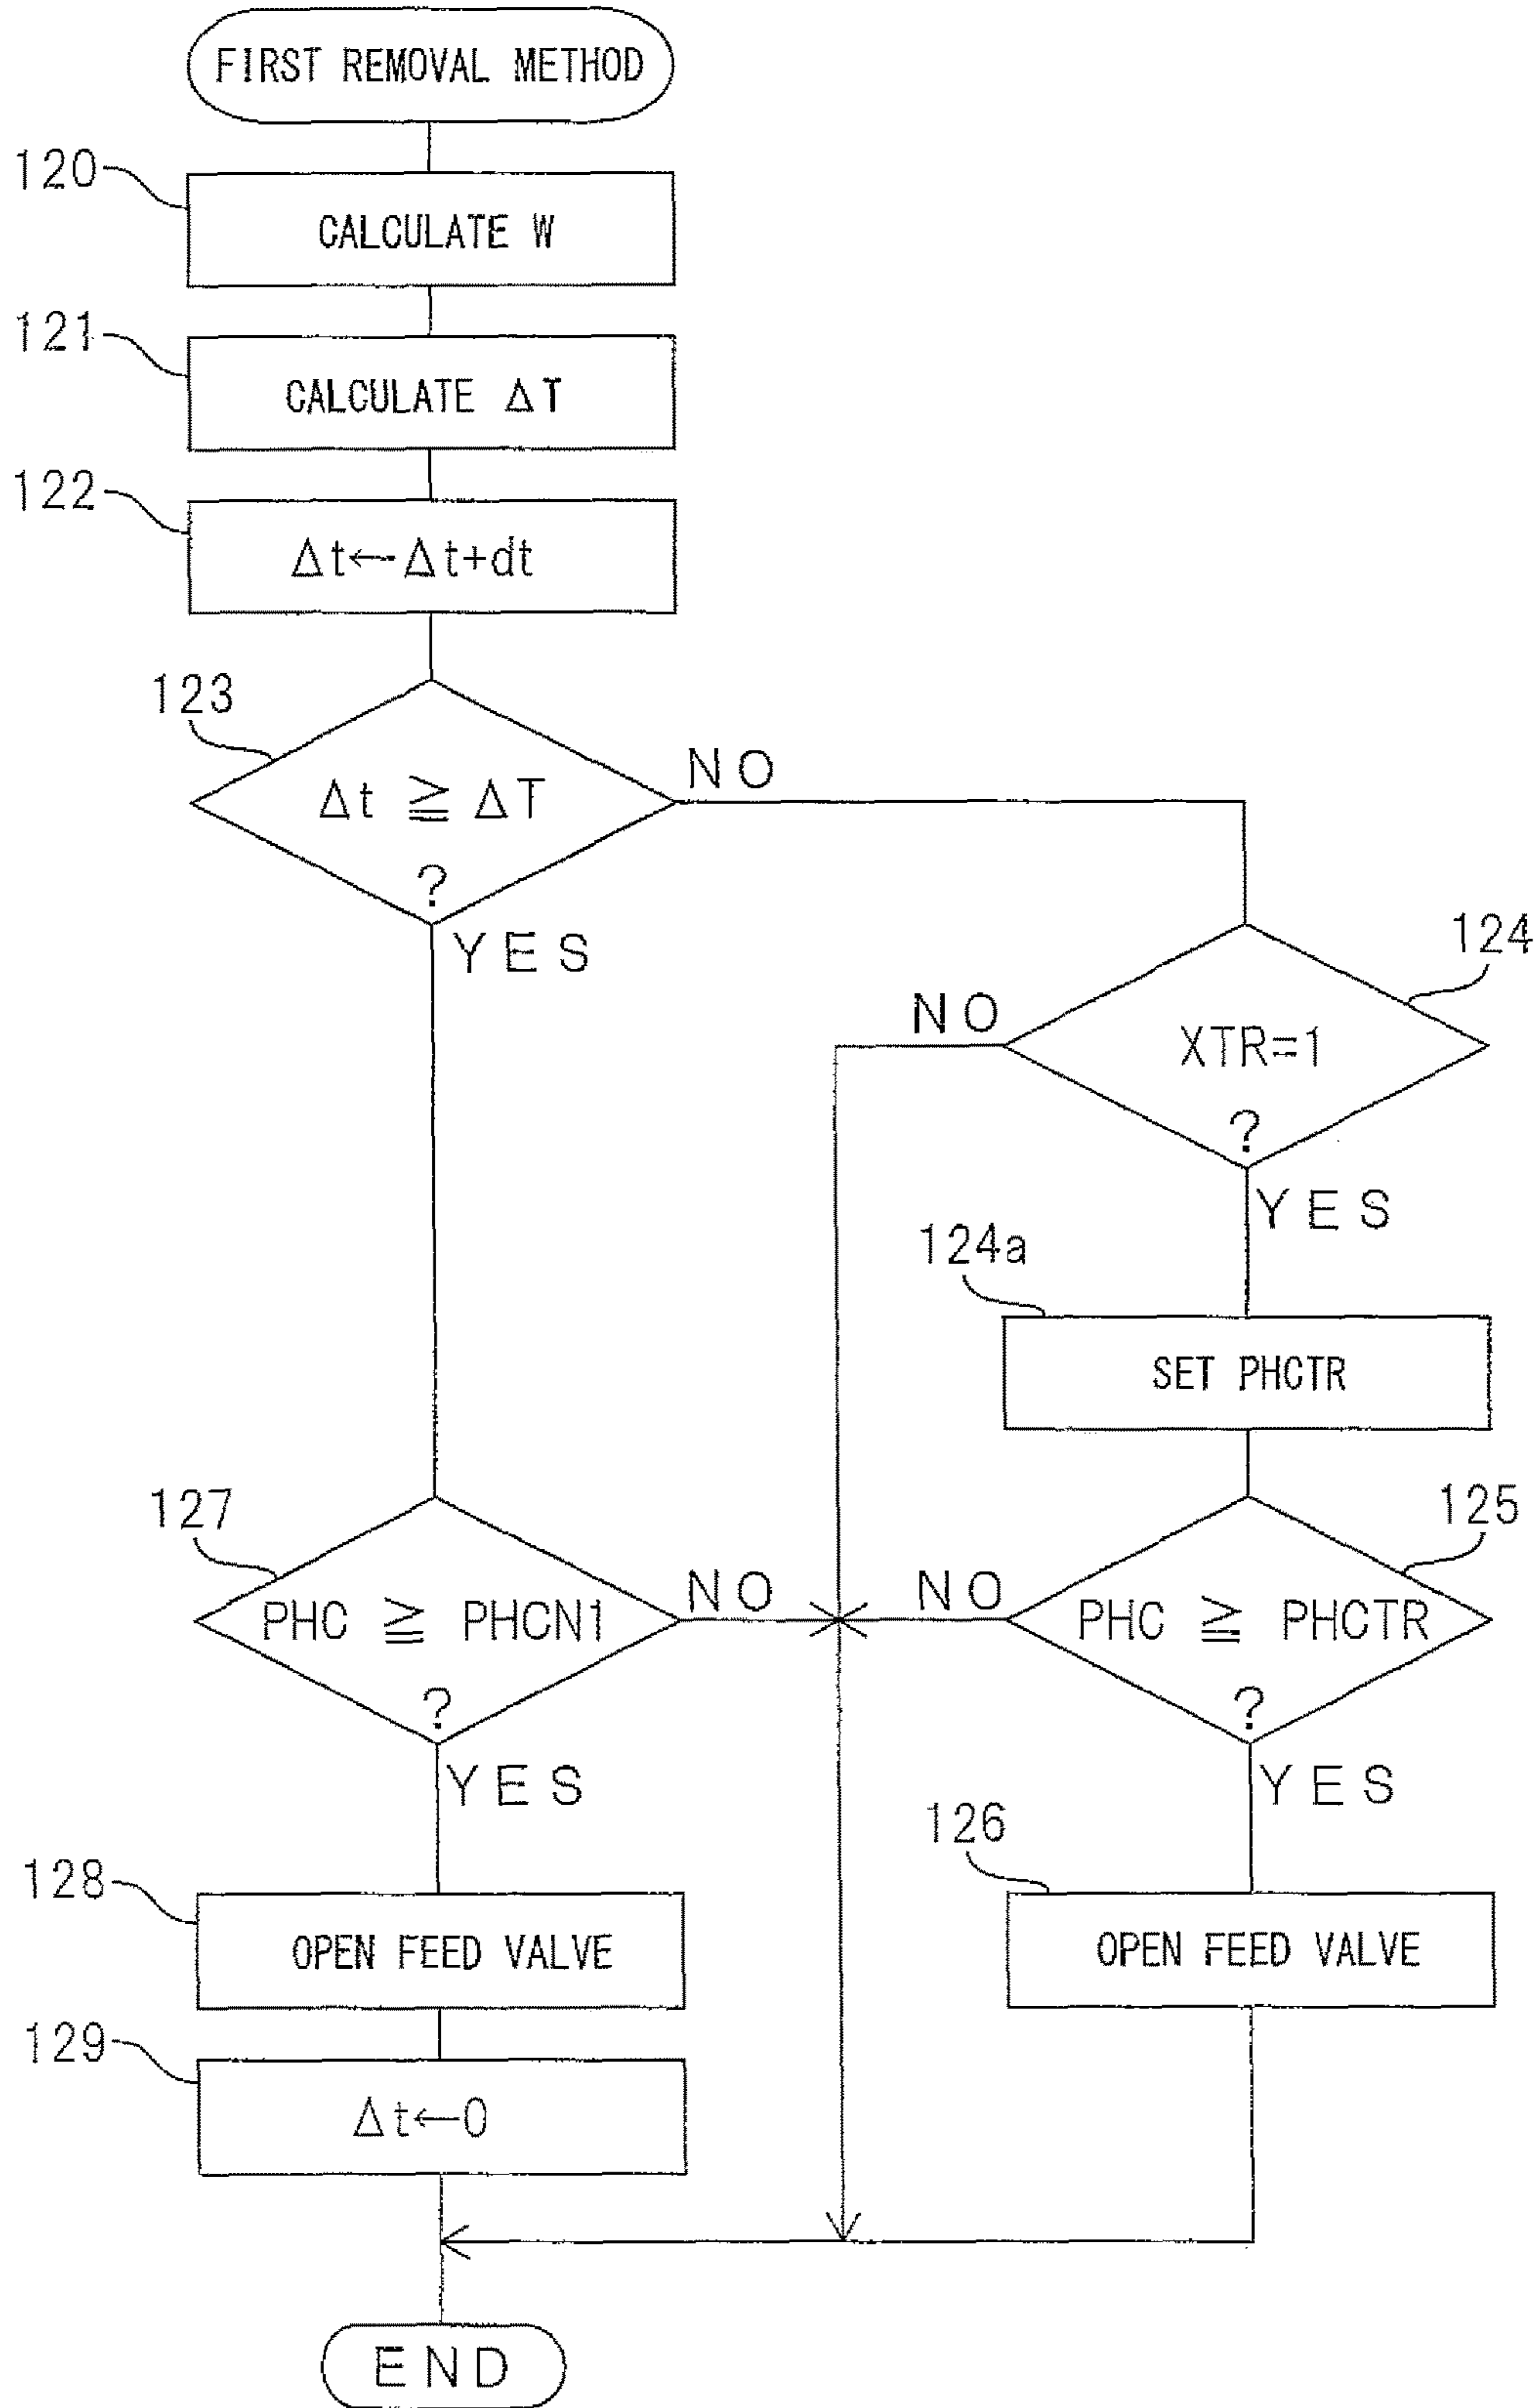 FIRST REMOVAL METHOD
120
CALCULATE W
121
CALCULATE ΔT
122
Δt←Δt+dt
123
Δt ≧ ΔT
?
NO
YES
124
NO
XTR=1
?
YES
124a
SET PHCTR
127
PHC ≧ PHCN1
?
NO
YES
125
NO
PHC ≧ PHCTR
?
YES
128
OPEN FEED VALVE
126
OPEN FEED VALVE
129
Δt←0
END